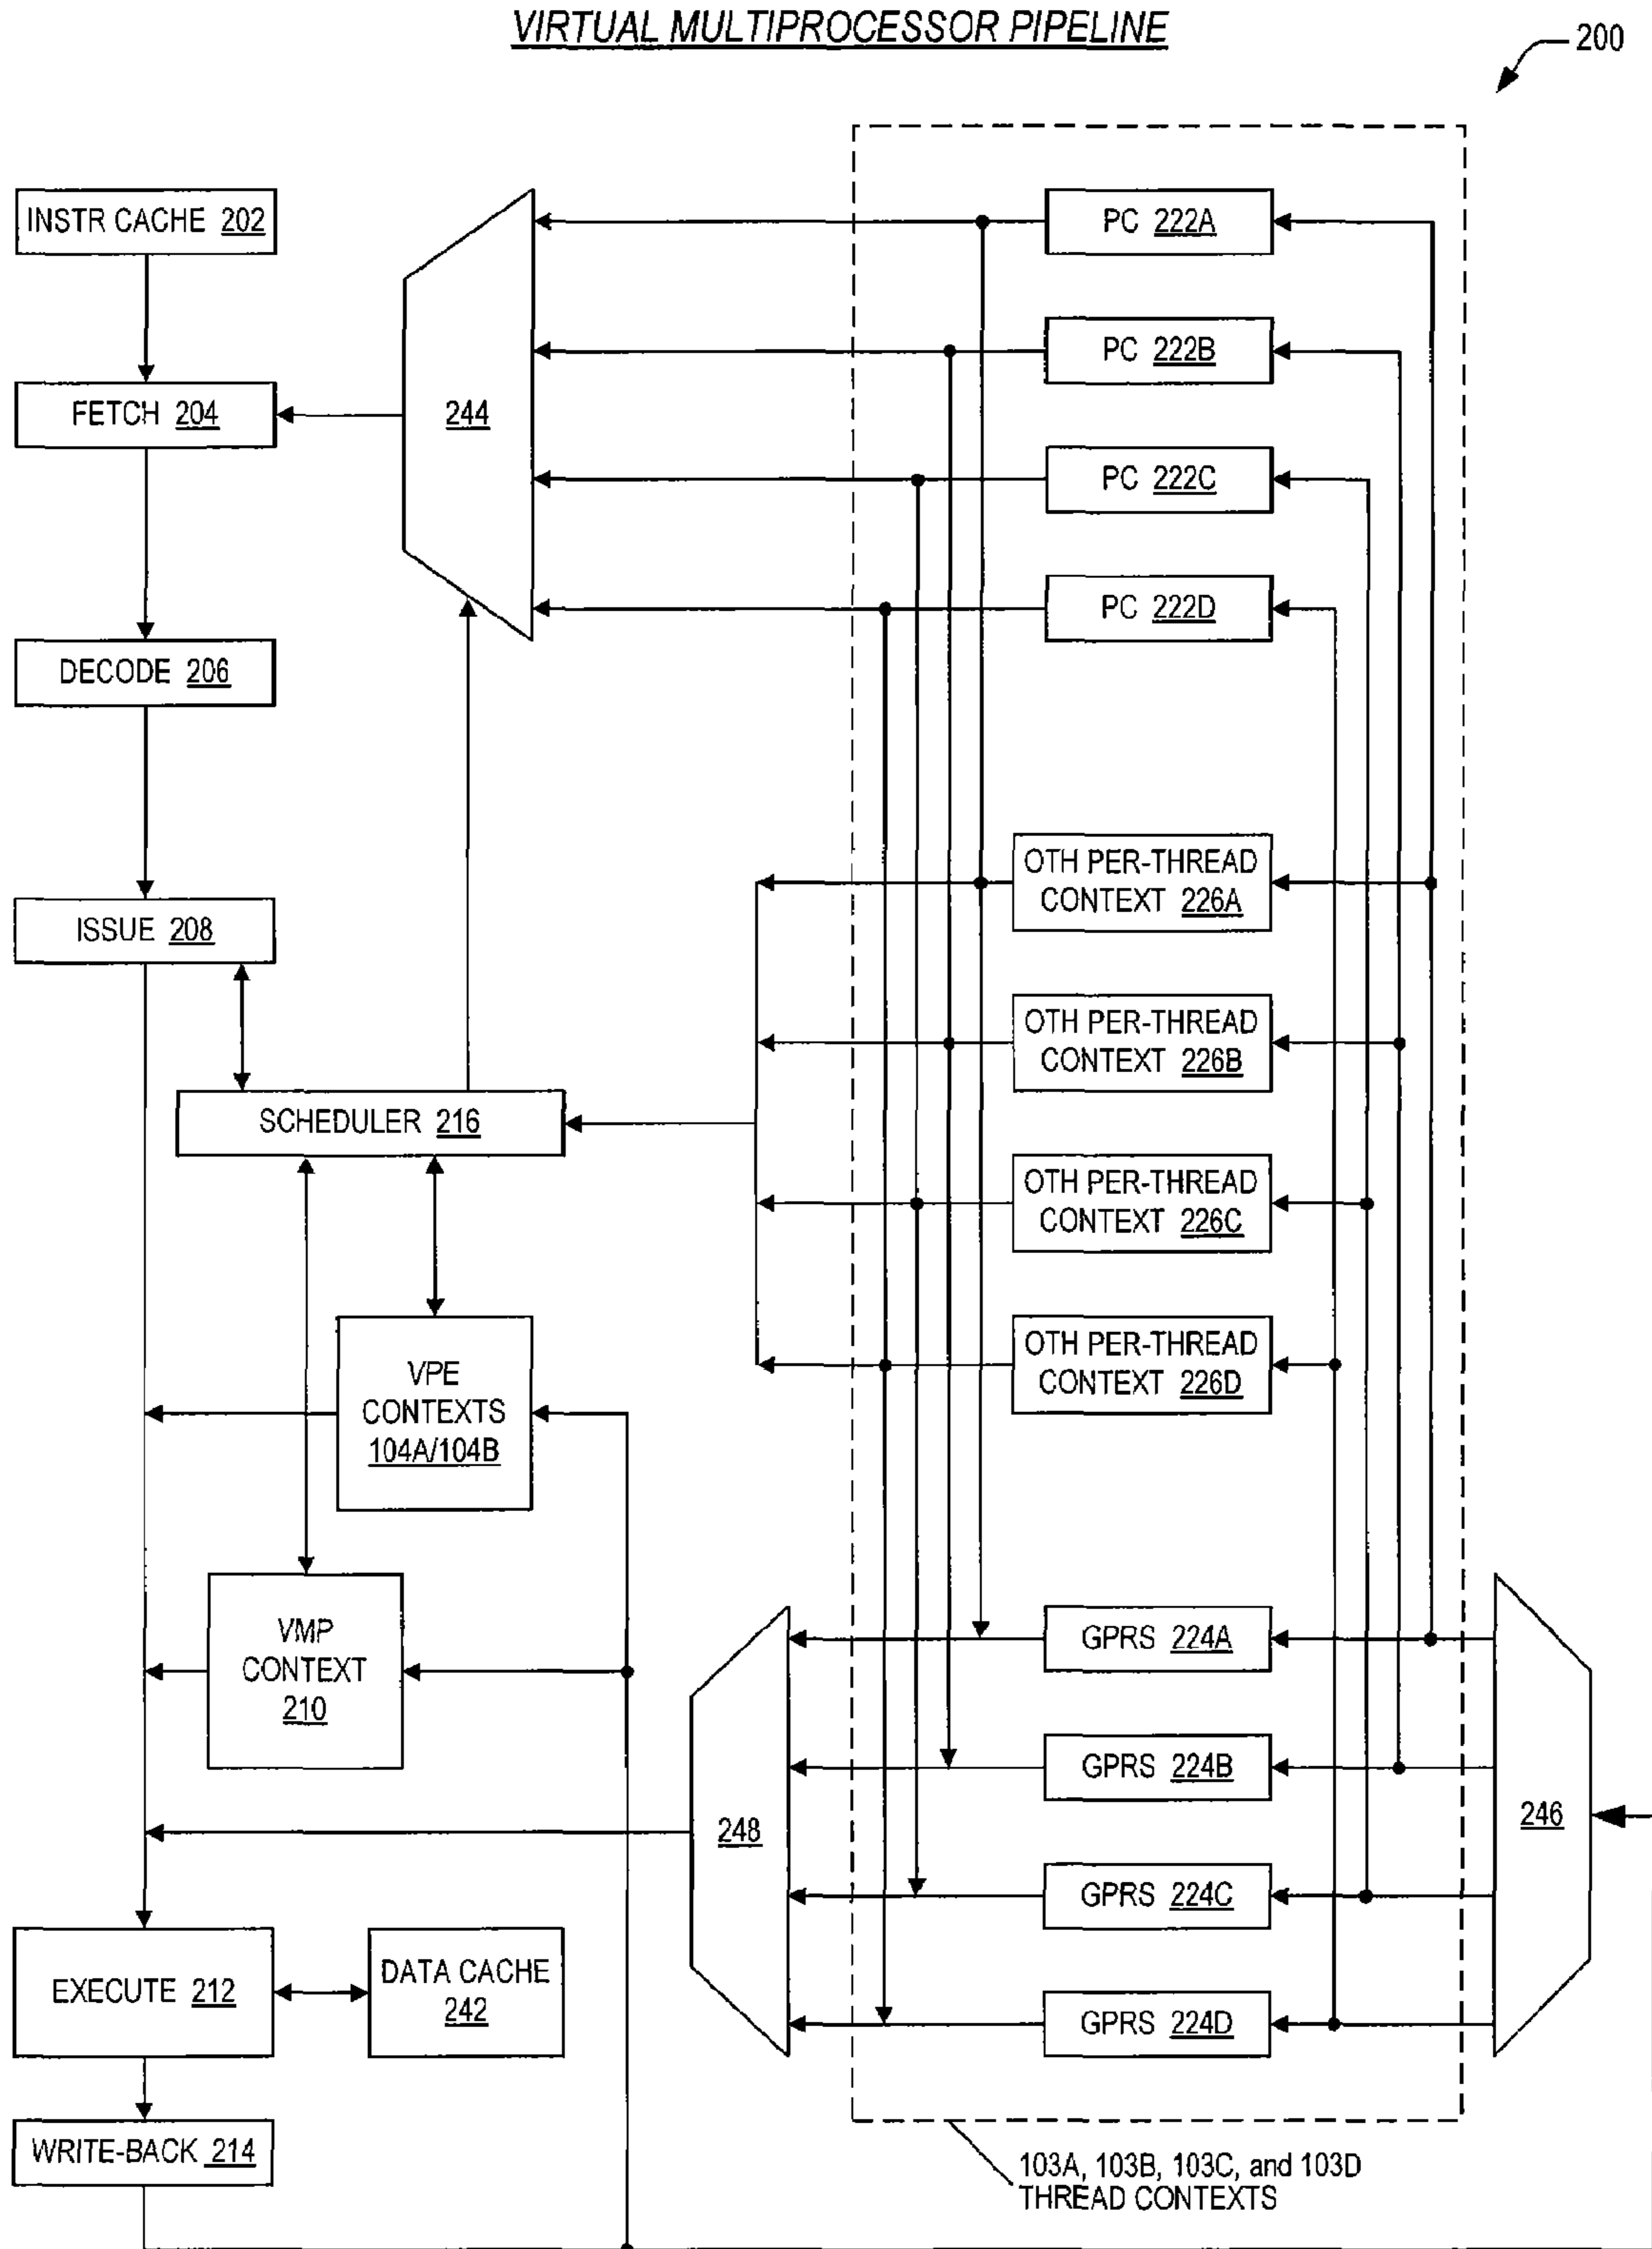 VIRTUAL MULTIPROCESSOR PIPELINE
200
INSTR CACHE 202
FETCH 204
DECODE 206
ISSUE 208
SCHEDULER 216
VPE
CONTEXTS
104A/104B
VMP
CONTEXT
210
EXECUTE 212
DATA CACHE
242
WRITE-BACK 214
244
PC 222A
PC 222B
PC 222C
PC 222D
OTH PER-THREAD
CONTEXT 226A
OTH PER-THREAD
CONTEXT 226B
OTH PER-THREAD
CONTEXT 226C
OTH PER-THREAD
CONTEXT 226D
248
GPRS 224A
GPRS 224B
GPRS 224C
GPRS 224D
246
103A, 103B, 103C, and 103D
THREAD CONTEXTS